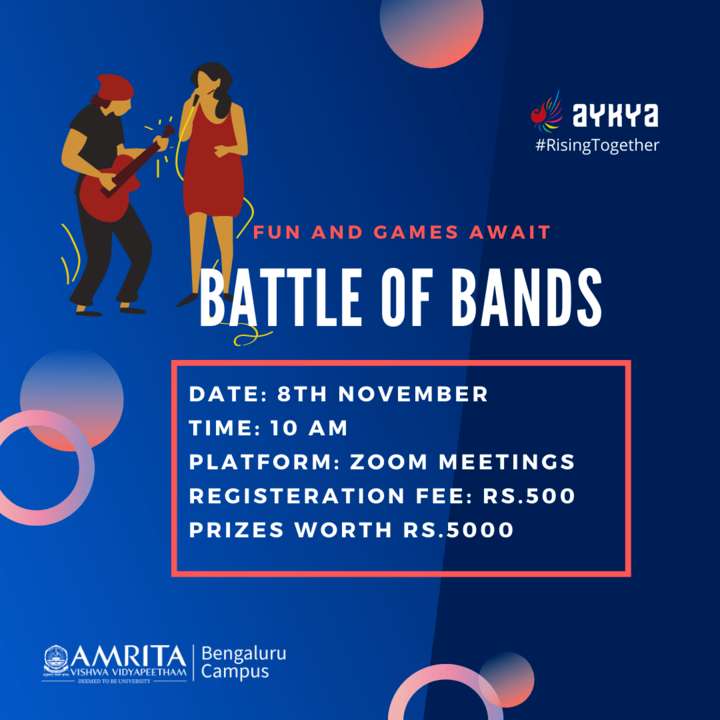 AYKYA
#RisingTogether
FUN AND GAMES AWAIT
BATTLE OF BANDS
DATE: 8TH NOVEMBER
TIME: 10 AM
PLATFORM: ZOOM MEETINGS
REGISTERATION FEE: RS.500
PRIZES WORTH RS.5000
AMRITA
VISHWA VIDYAPEETHAM
DEEMED TO BE UNIVERSITY
Bengaluru
Campus